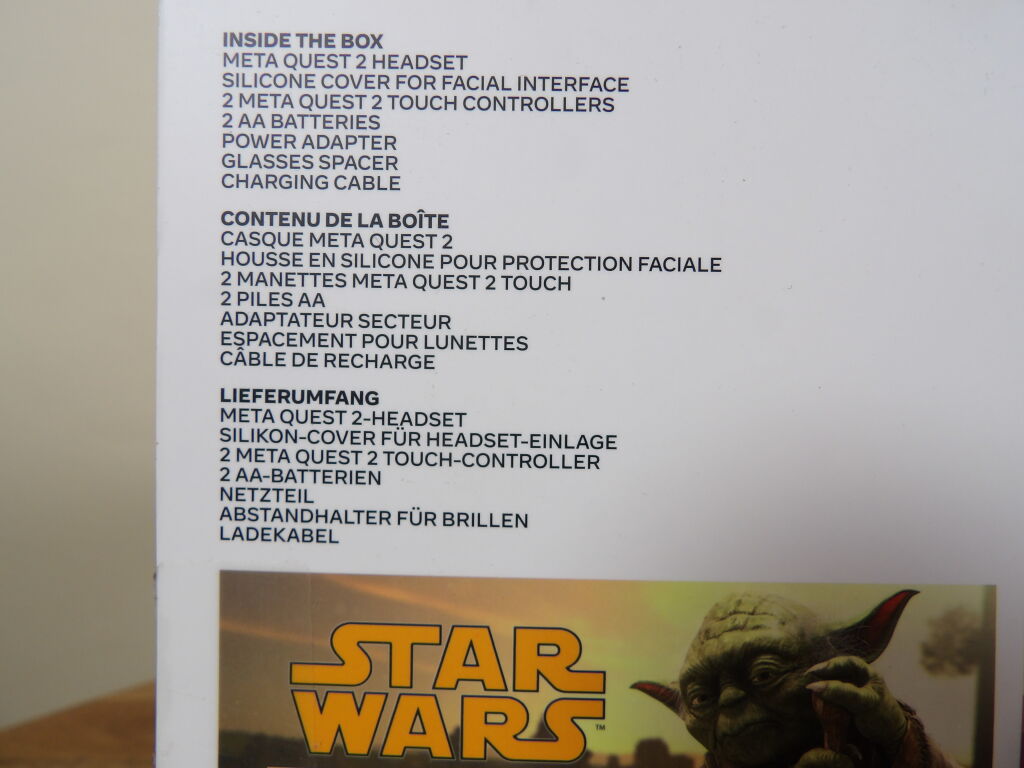 INSIDE THE BOX
META QUEST 2 HEADSET
SILICONE COVER FOR FACIAL INTERFACE
2 META QUEST 2 TOUCH CONTROLLERS
2 AA BATTERIES
POWER ADAPTER
GLASSES SPACER
CHARGING CABLE
CONTENU DE LA BOÎTE
CASQUE META QUEST 2
HOUSSE EN SILICONE POUR PROTECTION FACIALE
2 MANETTES META QUEST 2 TOUCH
2 PILES AA
ADAPTATEUR SECTEUR
ESPACEMENT POUR LUNETTES
CÂBLE DE RECHARGE
LIEFERUMFANG
META QUEST 2-HEADSET
SILIKON-COVER FÜR HEADSET-EINLAGE
2 META QUEST 2 TOUCH-CONTROLLER
2 AA-BATTERIEN
NETZTEIL
ABSTANDHALTER FÜR BRILLEN
LADEKABEL
STAR
WARS™